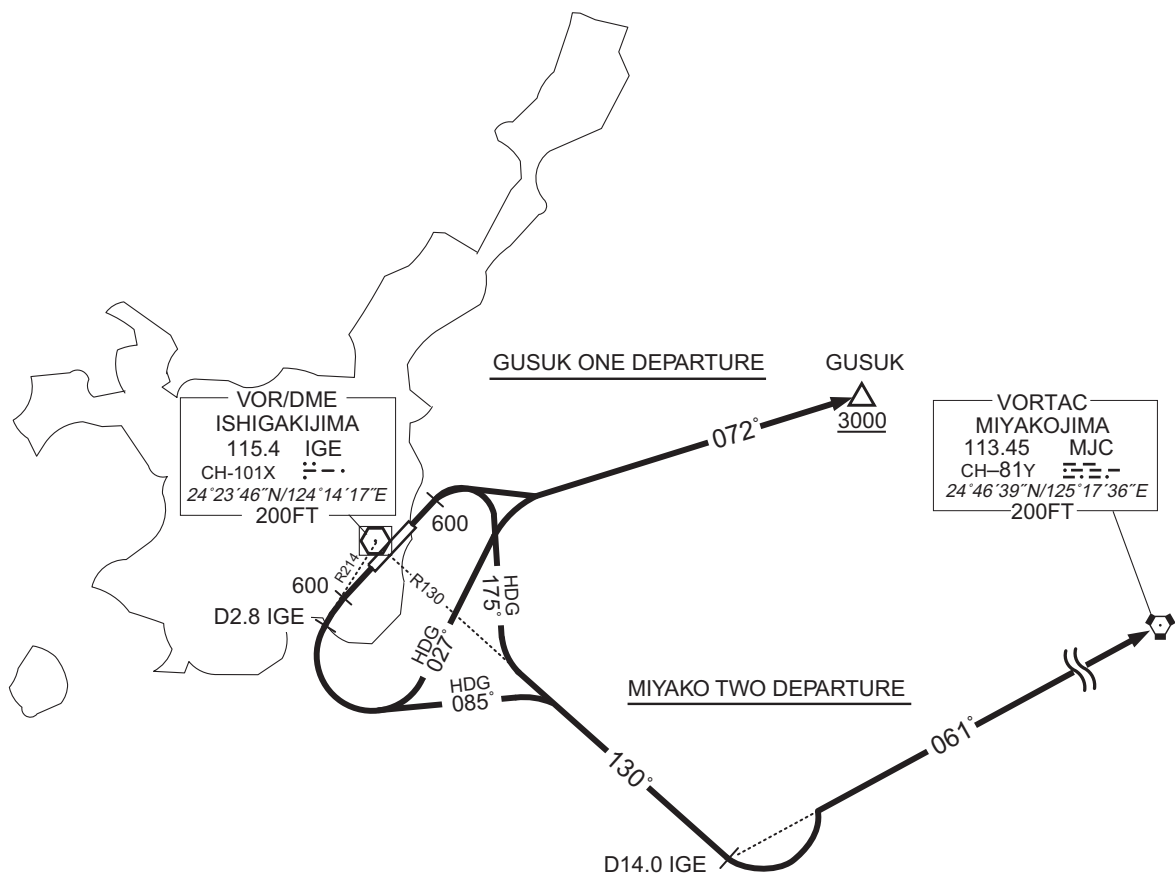 GUSUK ONE DEPARTURE
GUSUK
3000
072°
VOR/DME
ISHIGAKIJIMA
115.4 IGE
CH-101X
24°23´46˝N/124°14´17˝E
200FT
VORTAC
MIYAKOJIMA
113.45 MJC
CH–81Y
24°46´39˝N/125°17´36˝E
200FT
600
R214
R130
600
D2.8 IGE
HDG
175°
HDG
027°
HDG
085°
MIYAKO TWO DEPARTURE
130°
061°
D14.0 IGE